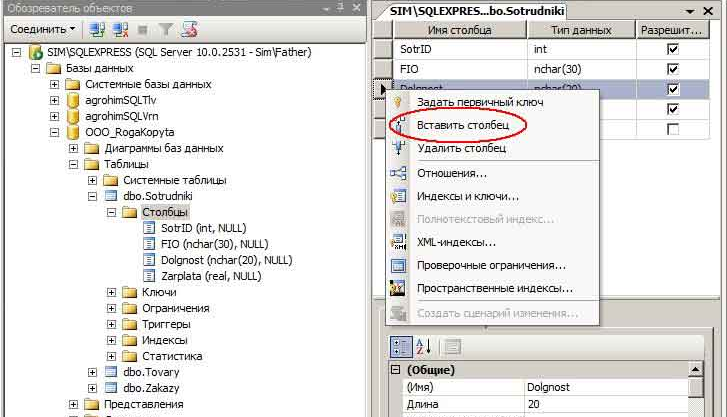 Обозреватель объектов
Соединить
SIM\SQLEXPRESS (SQL Server 10.0.2531 - Sim\Father)
Базы данных
Системные базы данных
agrohimSQLTlv
agrohimSQLVrn
OOO_RogaKopyta
Диаграммы баз данных
Таблицы
Системные таблицы
dbo.Sotrudniki
Столбцы
SotrID (int, NULL)
FIO (nchar(30), NULL)
Dolgnost (nchar(20), NULL)
Zarplata (real, NULL)
Ключи
Ограничения
Триггеры
Индексы
Статистика
dbo.Tovary
dbo.Zakazy
Представления
SIM\SQLEXPRES...bo.Sotrudniki
Имя столбца Тип данных Разрешит...
SotrID int
FIO nchar(30)
Dolgnost nchar(20)
Задать первичный ключ
Вставить столбец
Удалить столбец
Отношения...
Индексы и ключи...
Полнотекстовый индекс...
XML-индексы...
Проверочные ограничения...
Пространственные индексы...
Создать сценарий изменения...
(Общие)
(Имя) Dolgnost
Длина 20